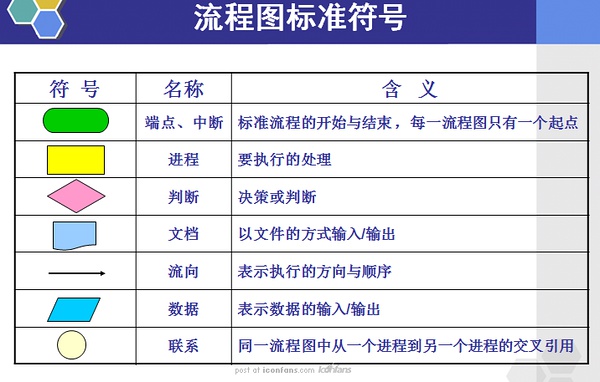 流程图标准符号
符 号 名称 含 义
端点、中断 标准流程的开始与结束，每一流程图只有一个起点
进程 要执行的处理
判断 决策或判断
文档 以文件的方式输入/输出
流向 表示执行的方向与顺序
数据 表示数据的输入/输出
联系 同一流程图中从一个进程到另一个进程的交叉引用
post at iconfans.com iconfans